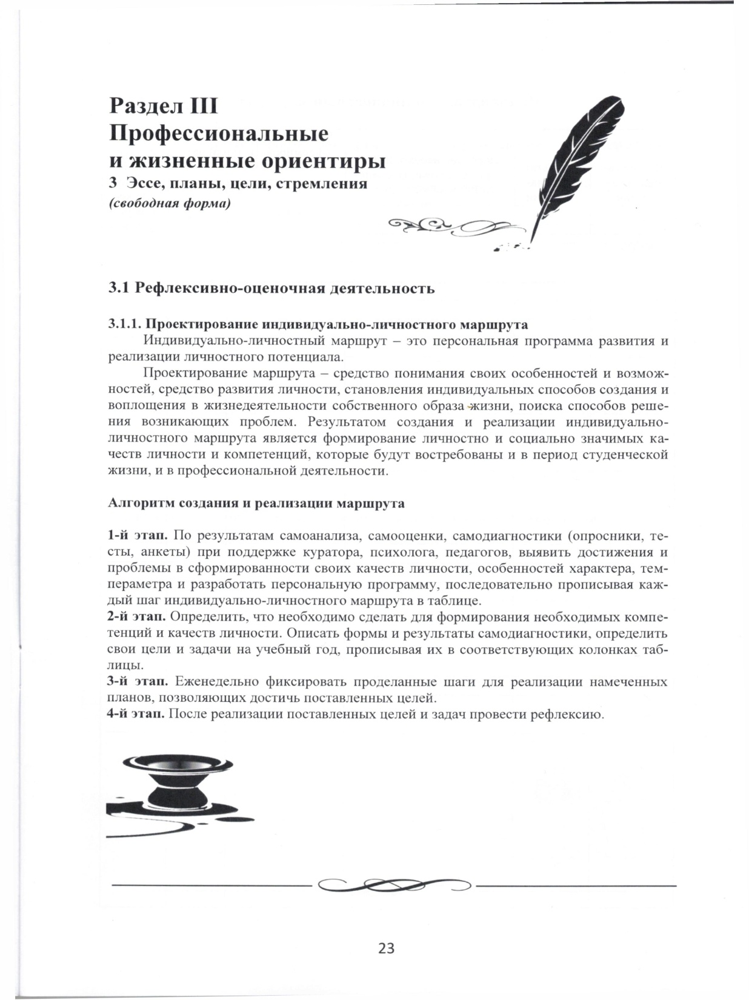 Раздел III
Профессиональные
и жизненные ориентиры
3 Эссе, планы, цели, стремления
(свободная форма)
3.1 Рефлексивно-оценочная деятельность
3.1.1. Проектирование индивидуально-личностного маршрута
Индивидуально-личностный маршрут – это персональная программа развития и
реализации личностного потенциала.
Проектирование маршрута – средство понимания своих особенностей и возмож-
ностей, средство развития личности, становления индивидуальных способов создания и
воплощения в жизнедеятельности собственного образа жизни, поиска способов реше-
ния возникающих проблем. Результатом создания и реализации индивидуально-
личностного маршрута является формирование личностно и социально значимых ка-
честв личности и компетенций, которые будут востребованы и в период студенческой
жизни, и в профессиональной деятельности.
Алгоритм создания и реализации маршрута
1-й этап. По результатам самоанализа, самооценки, самодиагностики (опросники, те-
сты, анкеты) при поддержке куратора, психолога, педагогов, выявить достижения и
проблемы в сформированности своих качеств личности, особенностей характера, тем-
пераметра и разработать персональную программу, последовательно прописывая каж-
дый шаг индивидуально-личностного маршрута в таблице.
2-й этап. Определить, что необходимо сделать для формирования необходимых компе-
тенций и качеств личности. Описать формы и результаты самодиагностики, определить
свои цели и задачи на учебный год, прописывая их в соответствующих колонках таб-
лицы.
3-й этап. Еженедельно фиксировать проделанные шаги для реализации намеченных
планов, позволяющих достичь поставленных целей.
4-й этап. После реализации поставленных целей и задач провести рефлексию.
23